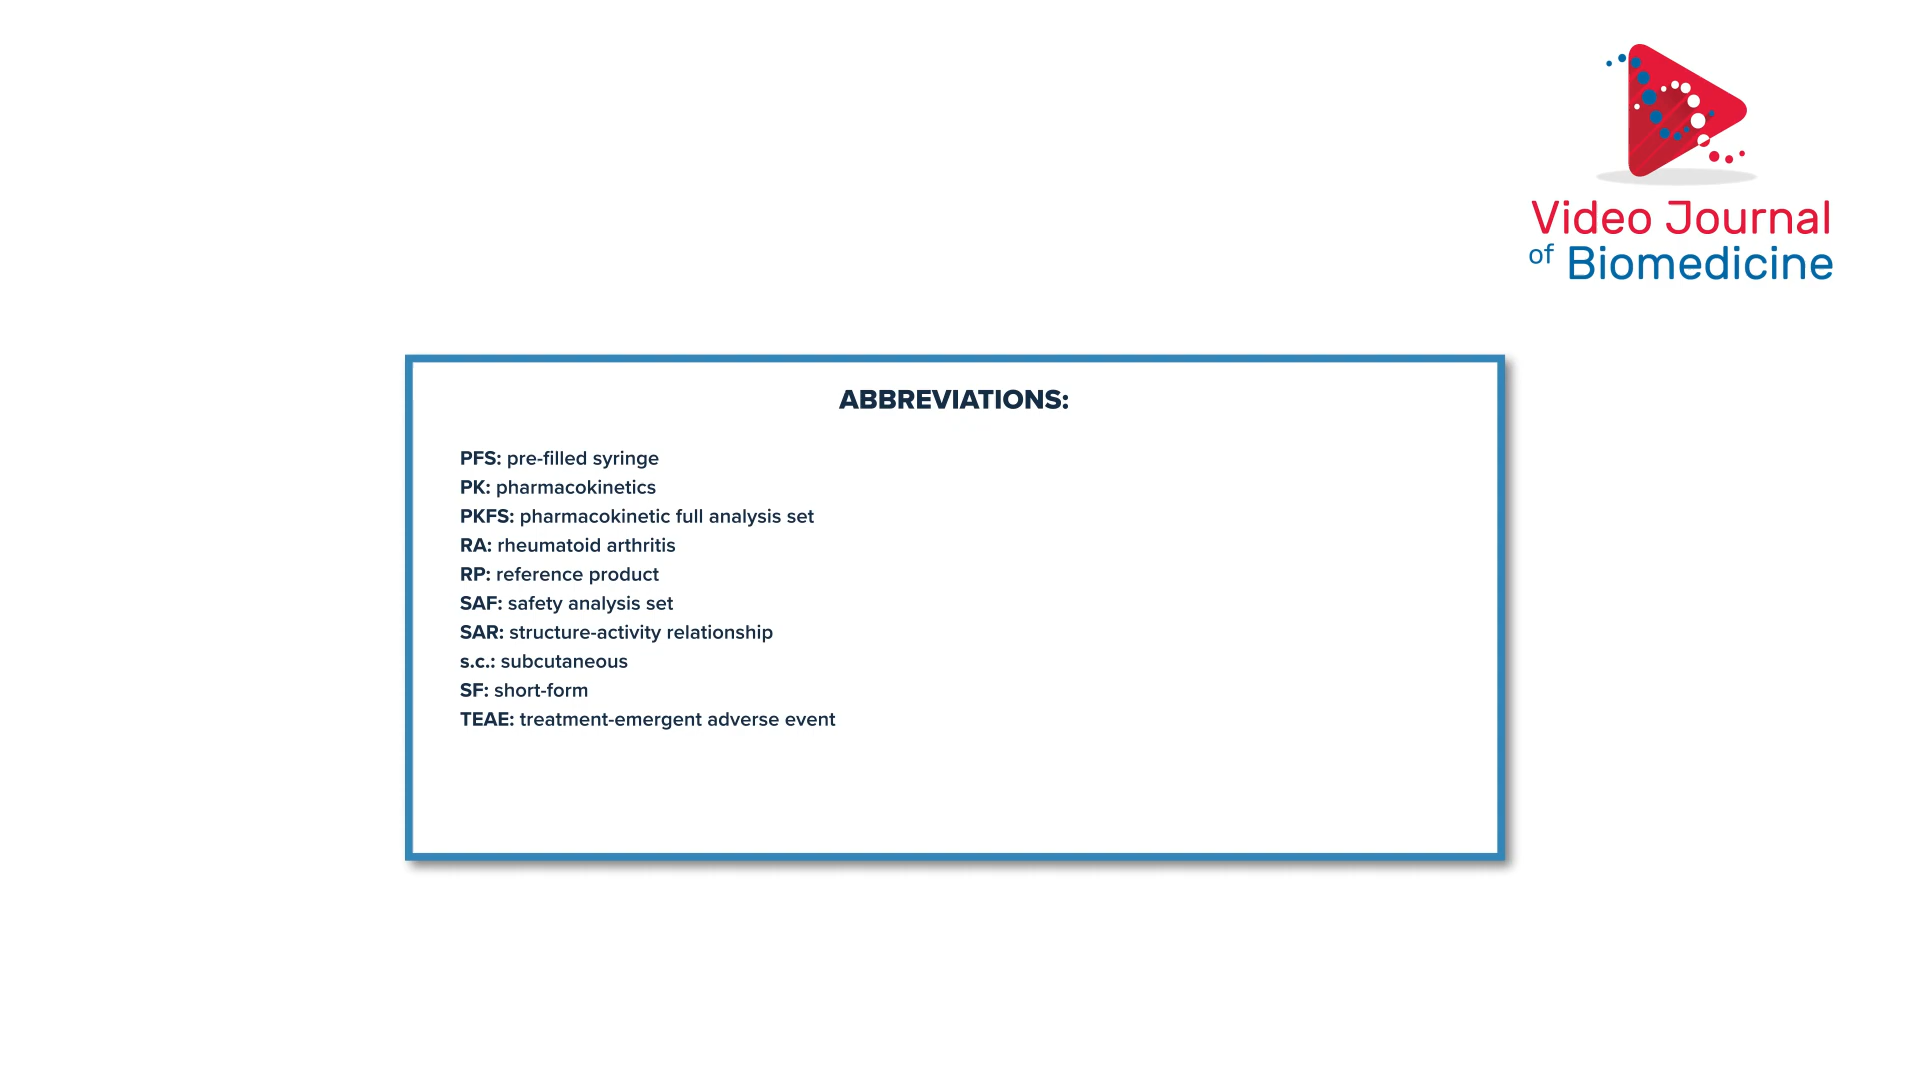 Video Journal
of Biomedicine
ABBREVIATIONS:
PFS: pre-filled syringe
PK: pharmacokinetics
PKFS: pharmacokinetic full analysis set
RA: rheumatoid arthritis
RP: reference product
SAF: safety analysis set
SAR: structure-activity relationship
s.c.: subcutaneous
SF: short-form
TEAE: treatment-emergent adverse event